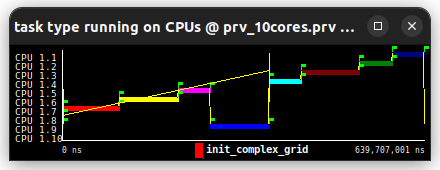 task type running on CPUs @ prv_10cores.prv ...
CPU 1.1
CPU 1.2
CPU 1.3
CPU 1.4
CPU 1.5
CPU 1.6
CPU 1.7
CPU 1.8
CPU 1.9
CPU 1.10
0 ns
init_complex_grid
639,707,001 ns